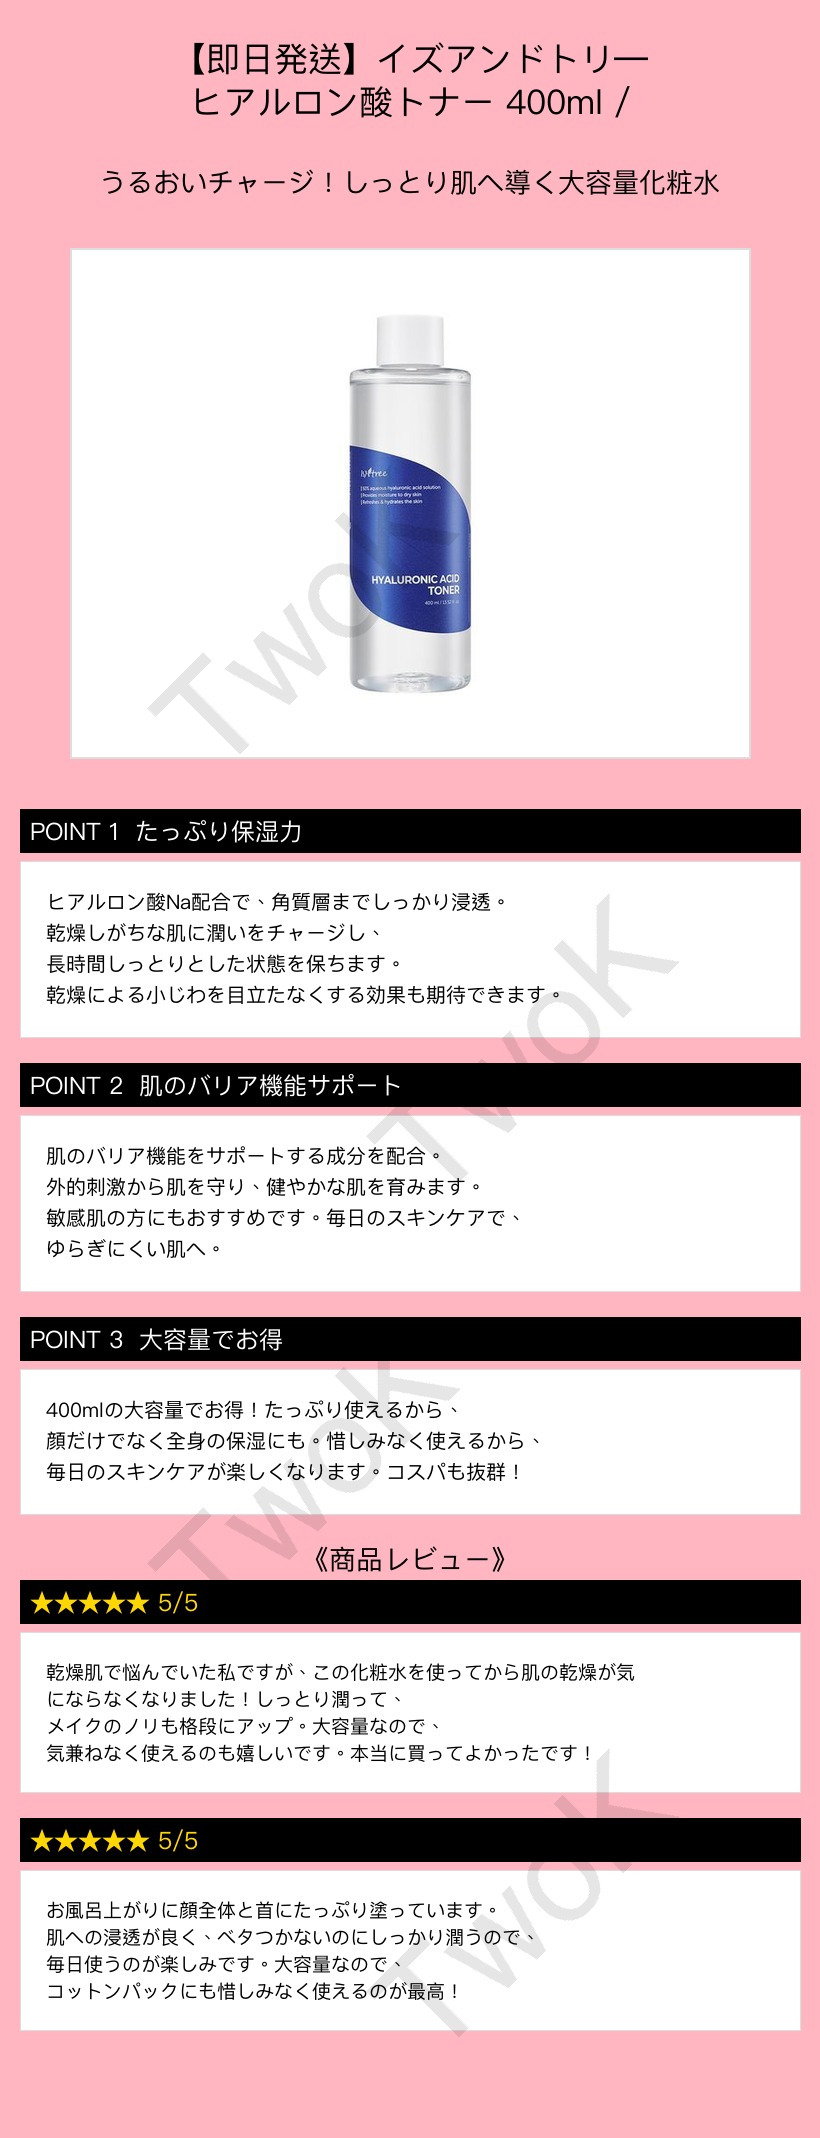 【即日発送】イズアンドトリー
ヒアルロン酸トナー 400ml /
うるおいチャージ！しっとり肌へ導く大容量化粧水
isntree
50% aqueous hyaluronic acid solution
Provides moisture to dry skin
Refreshes & hydrates the skin
HYALURONIC ACID
TONER
400 ml / 13.52 fl.
TwoK
POINT 1 たっぷり保湿力
ヒアルロン酸Na配合で、角質層までしっかり浸透。
乾燥しがちな肌に潤いをチャージし、
長時間しっとりとした状態を保ちます。
乾燥による小じわを目立たなくする効果も期待できます。
TwoK
POINT 2 肌のバリア機能サポート
肌のバリア機能をサポートする成分を配合。
外的刺激から肌を守り、健やかな肌を育みます。
敏感肌の方にもおすすめです。毎日のスキンケアで、
ゆらぎにくい肌へ。
POINT 3 大容量でお得
400mlの大容量でお得！たっぷり使えるから、
顔だけでなく全身の保湿にも。惜しみなく使えるから、
毎日のスキンケアが楽しくなります。コスパも抜群！
TwoK
《商品レビュー》
★★★★★ 5/5
乾燥肌で悩んでいた私ですが、この化粧水を使ってから肌の乾燥が気
にならなくなりました！しっとり潤って、
メイクのノリも格段にアップ。大容量なので、
気兼ねなく使えるのも嬉しいです。本当に買ってよかったです！
★★★★★ 5/5
お風呂上がりに顔全体と首にたっぷり塗っています。
肌への浸透が良く、ベタつかないのにしっかり潤うので、
毎日使うのが楽しみです。大容量なので、
コットンパックにも惜しみなく使えるのが最高！
TwoK